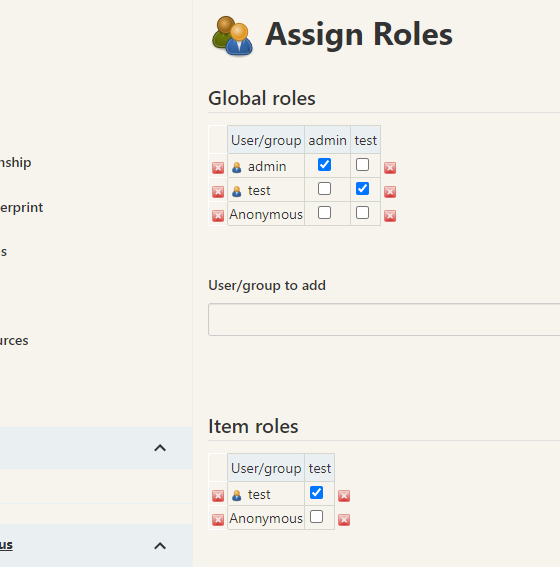 Assign Roles
Global roles
User/group admin test
admin
test
Anonymous
User/group to add
Item roles
User/group test
test
Anonymous
nship
erprint
s
urces
us